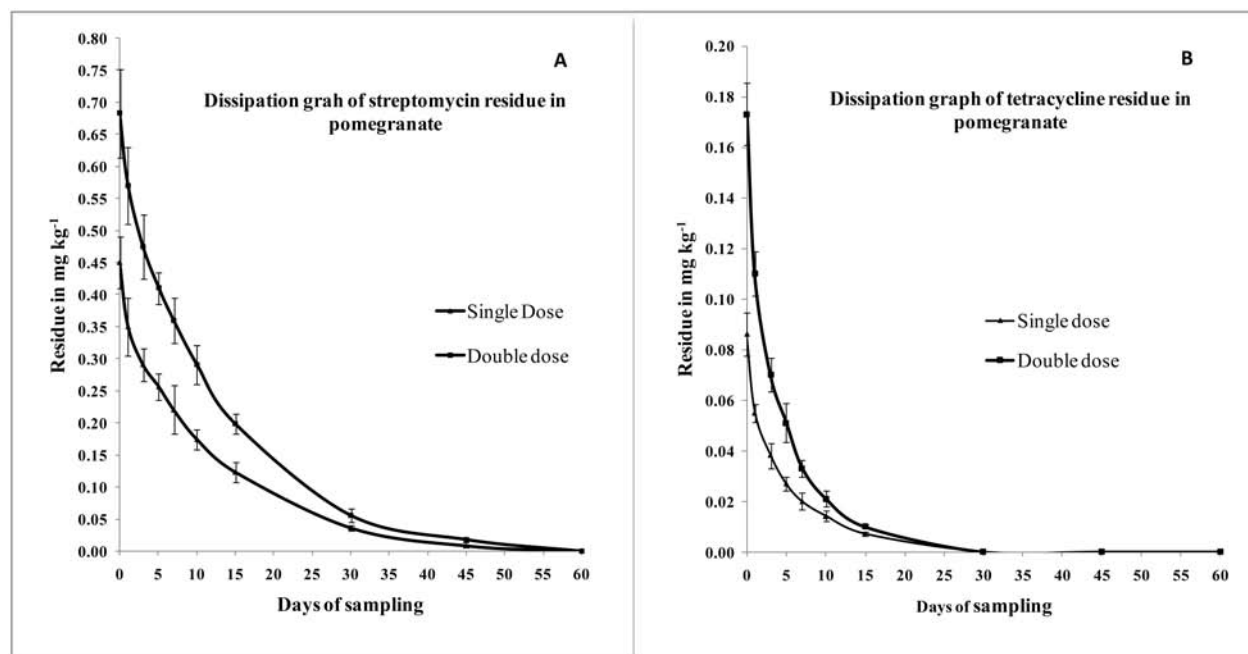 A
Dissipation grah of streptomycin residue in
pomegranate
Residue in mg kg⁻¹
0.80
0.75
0.70
0.65
0.60
0.55
0.50
0.45
0.40
0.35
0.30
0.25
0.20
0.15
0.10
0.05
0.00
Single Dose
Double dose
0 5 10 15 20 25 30 35 40 45 50 55 60
Days of sampling
B
Dissipation graph of tetracycline residue in
pomegranate
Residue in mg kg⁻¹
0.20
0.18
0.16
0.14
0.12
0.10
0.08
0.06
0.04
0.02
0.00
Single dose
Double dose
0 5 10 15 20 25 30 35 40 45 50 55 60
Days of sampling